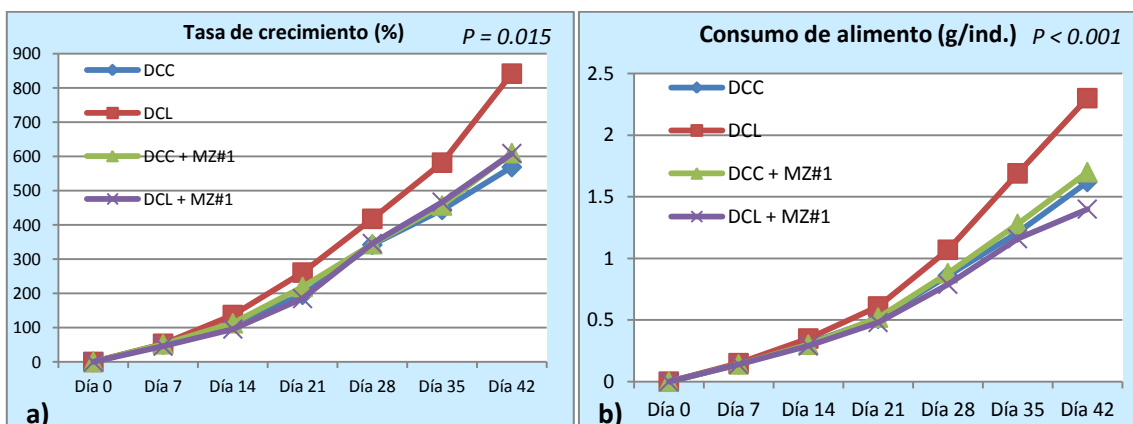 Tasa de crecimiento (%)
P = 0.015
900
800
700
600
500
400
300
200
100
0
DCC
DCL
DCC + MZ#1
DCL + MZ#1
Día 0 Día 7 Día 14 Día 21 Día 28 Día 35 Día 42
a)
Consumo de alimento (g/ind.)
P < 0.001
2.5
2
1.5
1
0.5
0
DCC
DCL
DCC + MZ#1
DCL + MZ#1
Día 0 Día 7 Día 14 Día 21 Día 28 Día 35 Día 42
b)